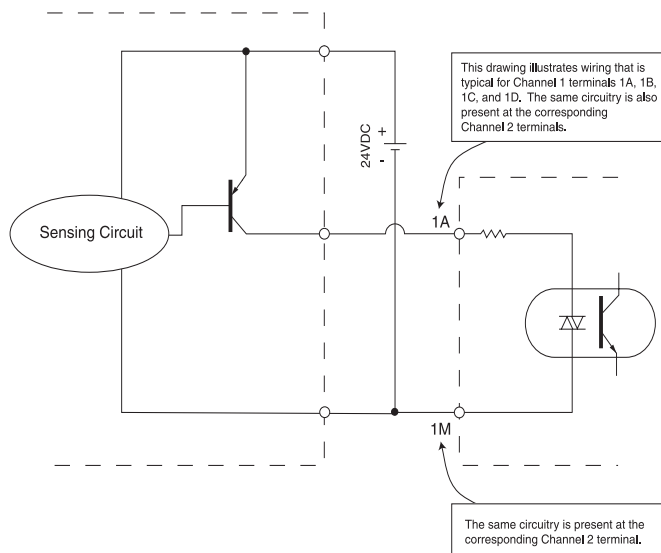 This drawing illustrates wiring that is
typical for Channel 1 terminals 1A, 1B,
1C, and 1D. The same circuitry is also
present at the corresponding
Channel 2 terminals.
+
24VDC
-
1A
Sensing Circuit
1M
The same circuitry is present at the
corresponding Channel 2 terminal.